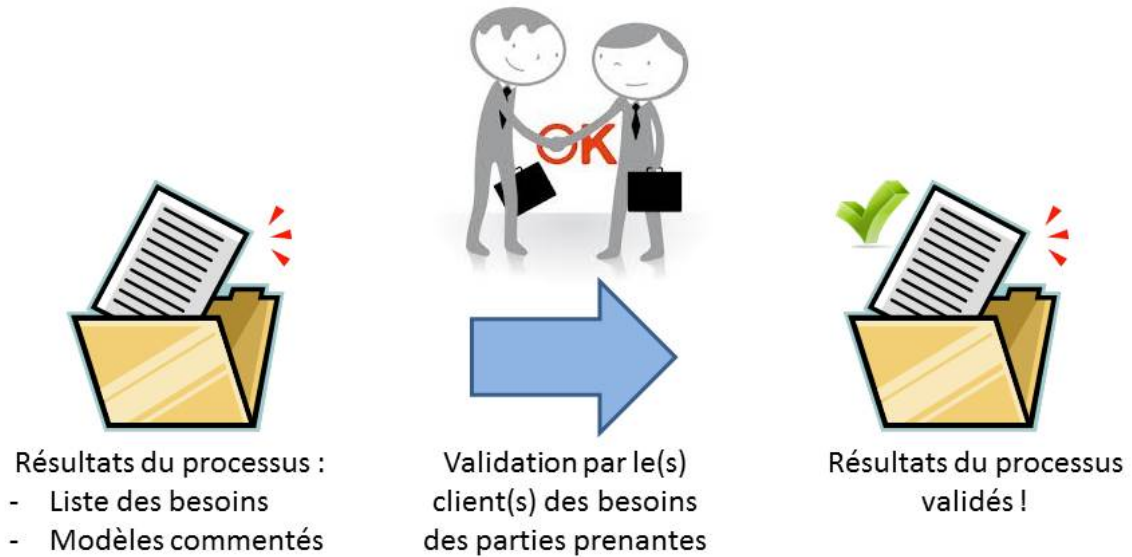 OK
Résultats du processus :
- Liste des besoins
- Modèles commentés
Validation par le(s)
client(s) des besoins
des parties prenantes
Résultats du processus
validés !